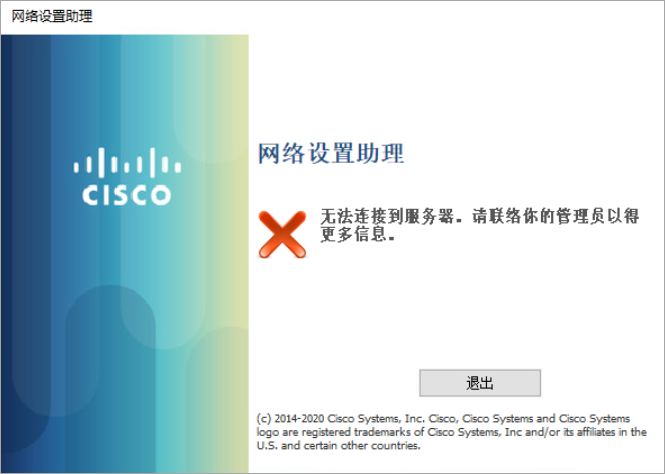 网络设置助理
CISCO
网络设置助理
无法连接到服务器。请联络你的管理员以得
更多信息。
退出
(c) 2014-2020 Cisco Systems, Inc. Cisco, Cisco Systems and Cisco Systems
logo are registered trademarks of Cisco Systems, Inc and/or its affiliates in the
U.S. and certain other countries.